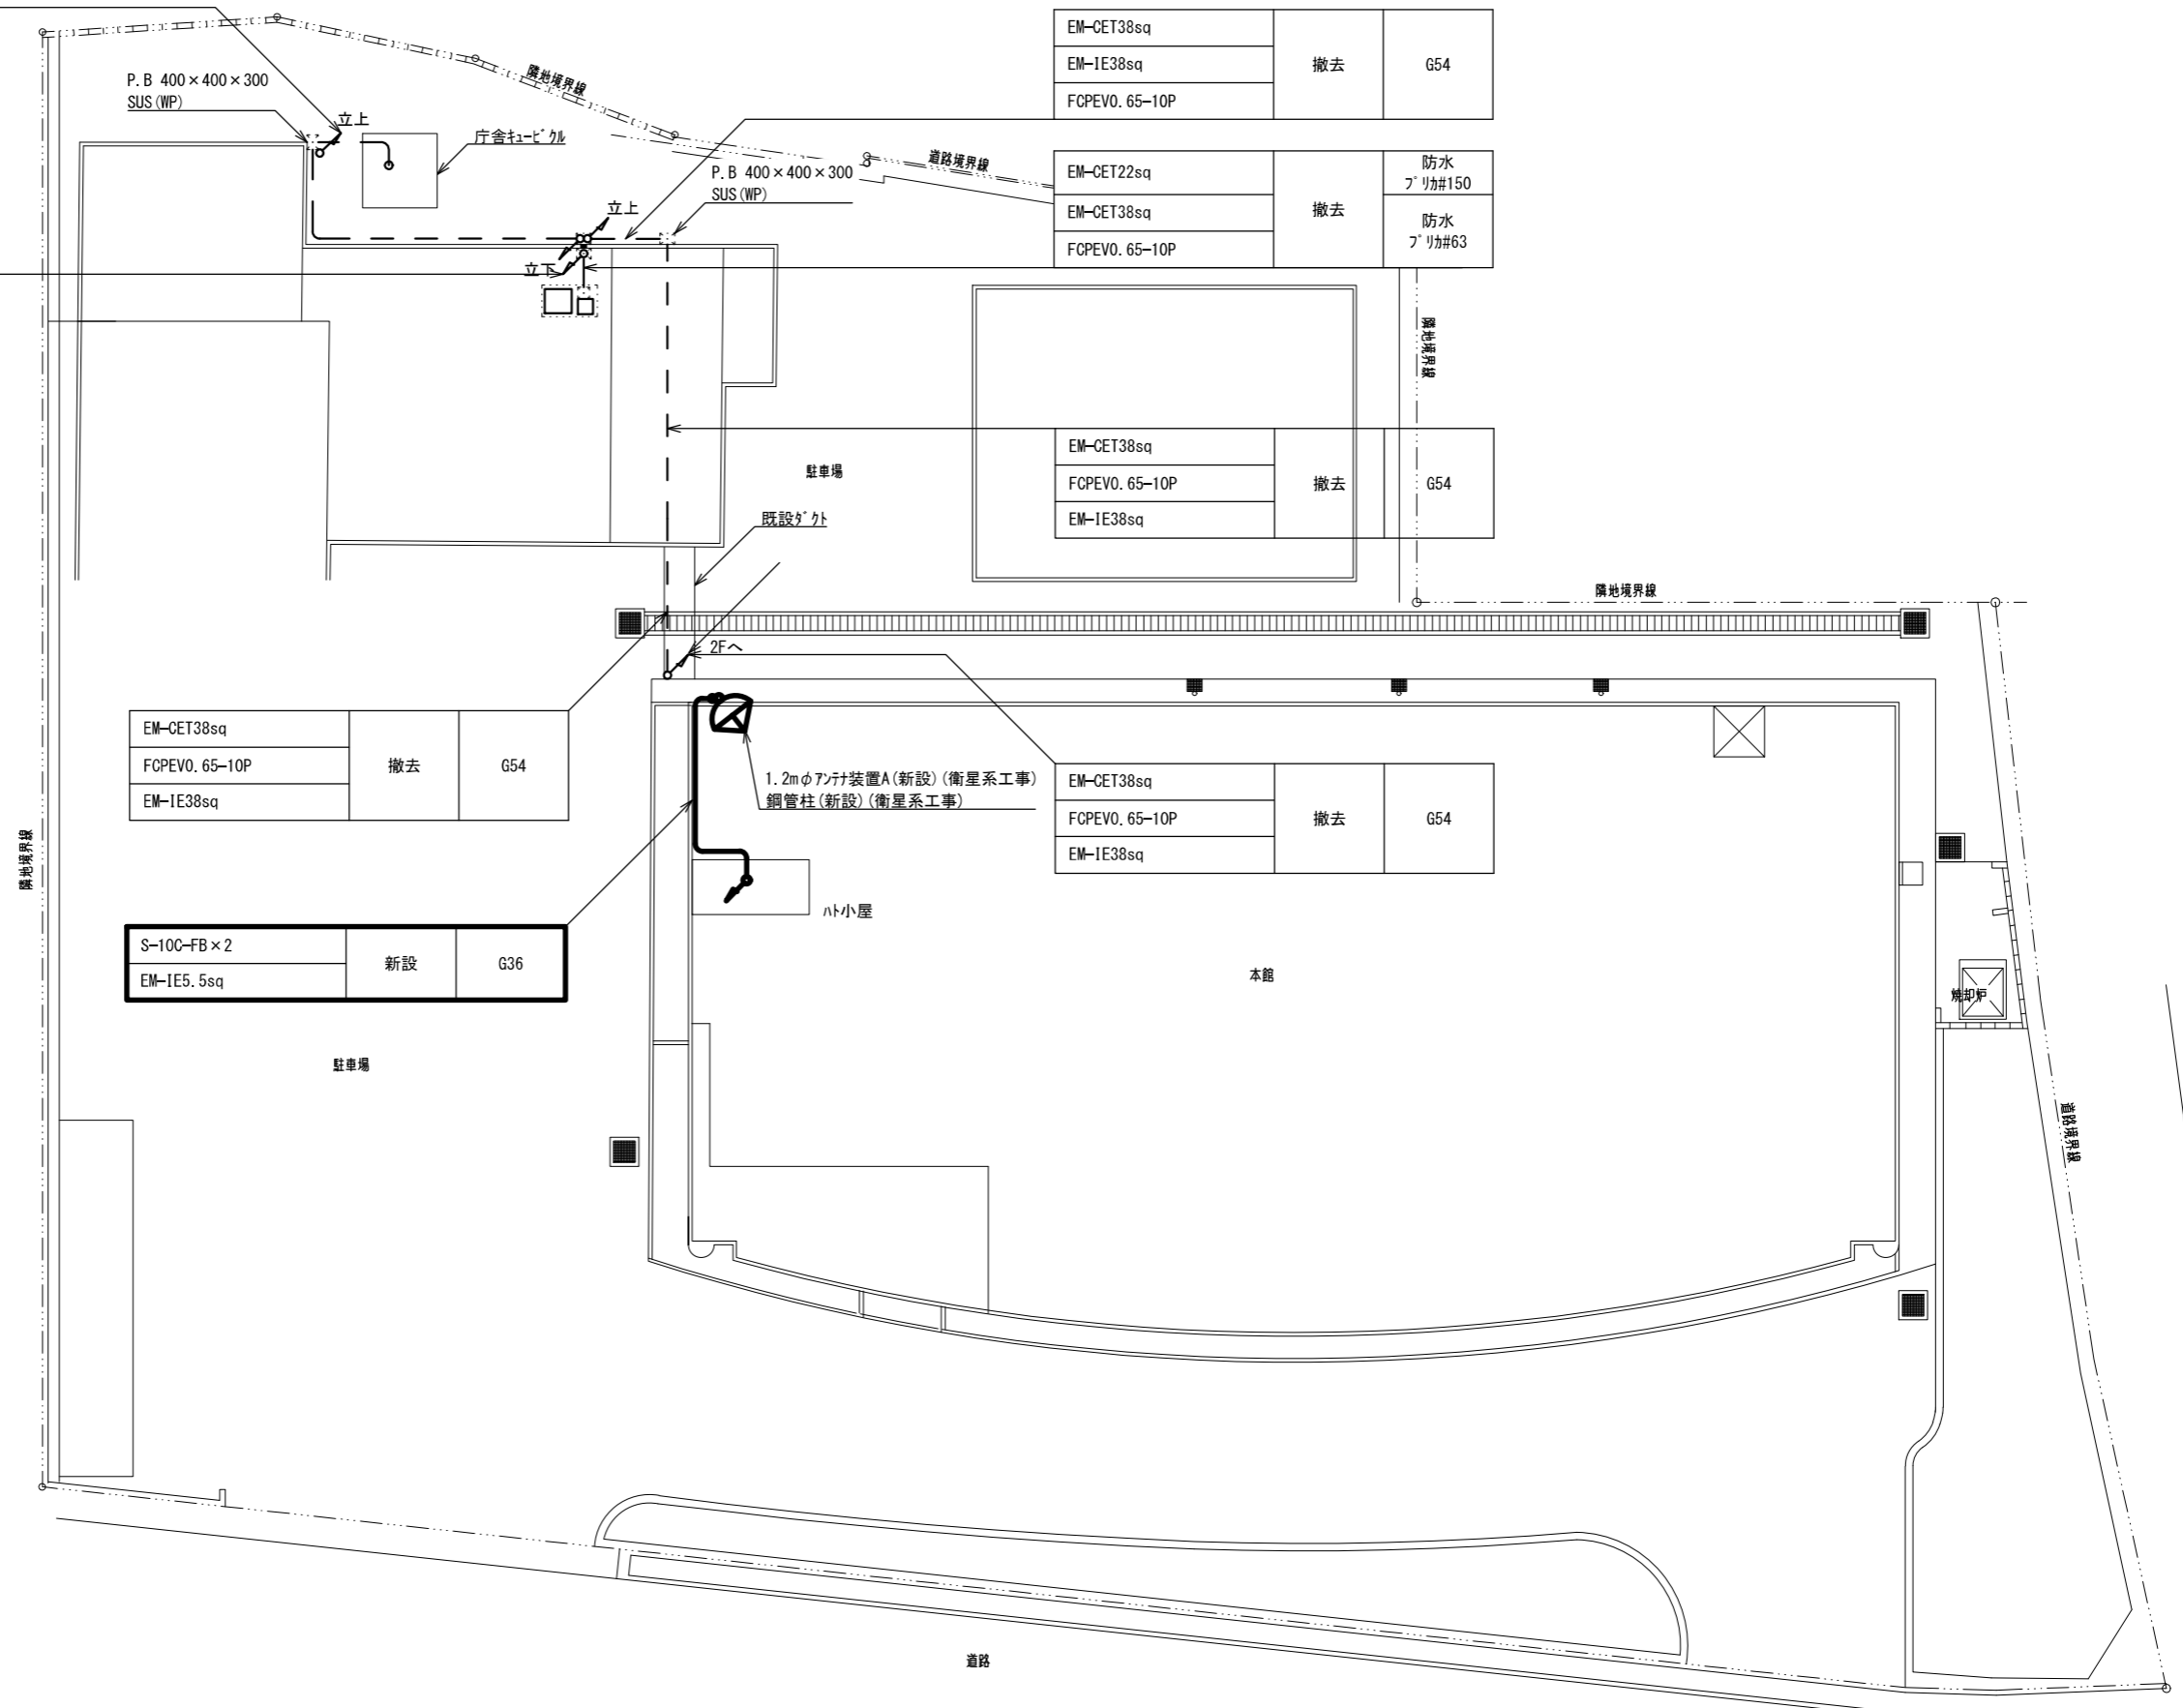 EM-CET38sq
EM-IE38sq
FCPEV0.65-10P
撤去
G54
隣地境界線
P.B 400×400×300
SUS(WP)
立上
庁舎ｷｭｰﾋﾞｸﾙ
道路境界線
P.B 400×400×300
SUS(WP)
EM-CET22sq
EM-CET38sq
FCPEV0.65-10P
撤去
防水
ﾌﾟﾘｶ#150
防水
ﾌﾟﾘｶ#63
立上
立下
隣地境界線
EM-CET38sq
FCPEV0.65-10P
EM-IE38sq
撤去
G54
駐車場
既設ﾀﾞｸﾄ
隣地境界線
2Fへ
EM-CET38sq
FCPEV0.65-10P
EM-IE38sq
撤去
G54
1.2mφｱﾝﾃﾅ装置A(新設)(衛星系工事)
鋼管柱(新設)(衛星系工事)
EM-CET38sq
FCPEV0.65-10P
EM-IE38sq
撤去
G54
隣地境界線
ﾊﾄ小屋
S-10C-FB×2
EM-IE5.5sq
新設
G36
本館
焼却炉
駐車場
道路境界線
道路